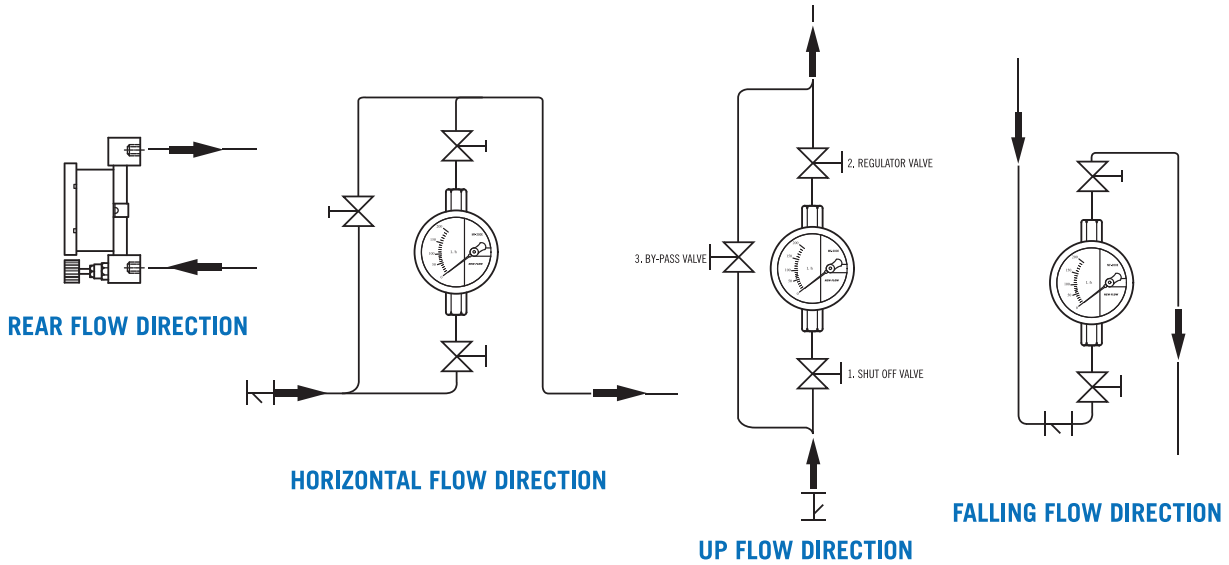 2. REGULATOR VALVE
3. BY-PASS VALVE
1. SHUT OFF VALVE
REAR FLOW DIRECTION
HORIZONTAL FLOW DIRECTION
UP FLOW DIRECTION
FALLING FLOW DIRECTION